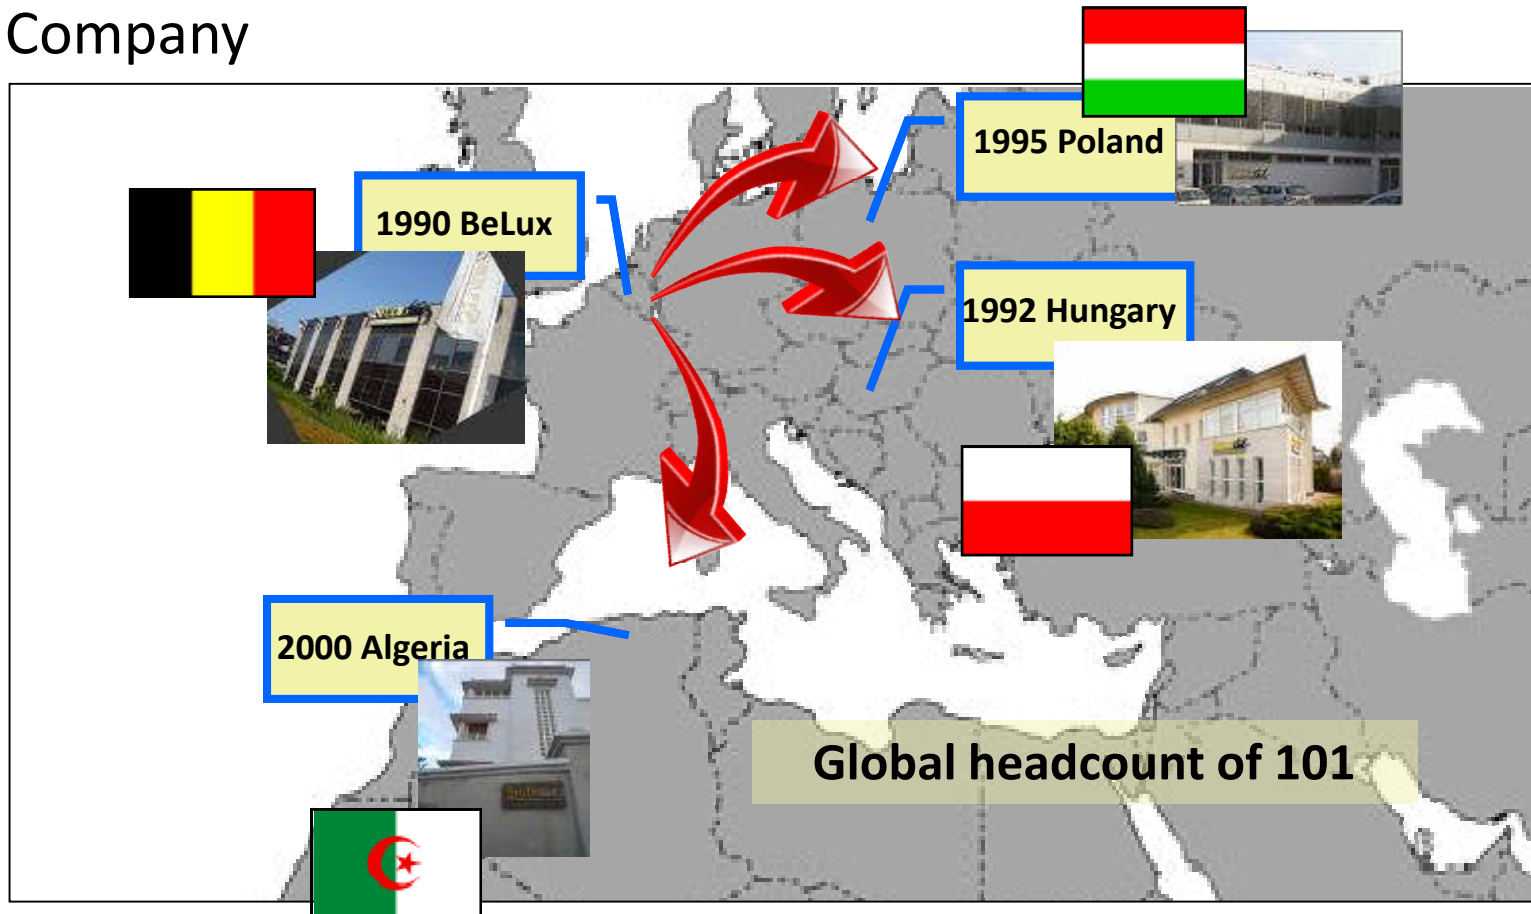 Company
1995 Poland
1990 BeLux
1992 Hungary
2000 Algeria
Global headcount of 101